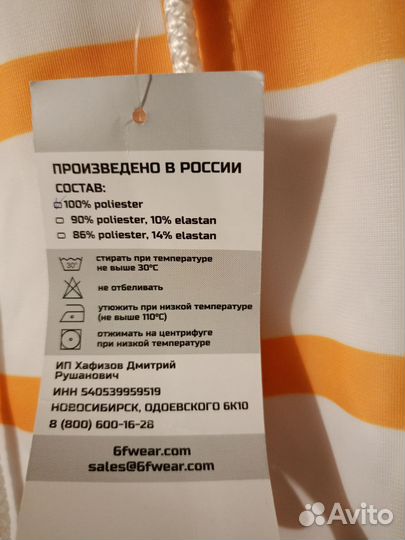 ПРОИЗВЕДЕНО В РОССИИ
СОСТАВ:
100% poliester
90% poliester, 10% elastan
86% poliester, 14% elastan
30°
стирать при температуре
не выше 30°С
не отбеливать
утюжить при низкой температуре
(не выше 110°С)
отжимать на центрифуге
при низкой температуре
ИП Хафизов Дмитрий
Рушанович
ИНН 540539959519
НОВОСИБИРСК, ОДОЕВСКОГО 6К10
8 (800) 600-16-28
6fwear.com
sales@6fwear.com
Avito